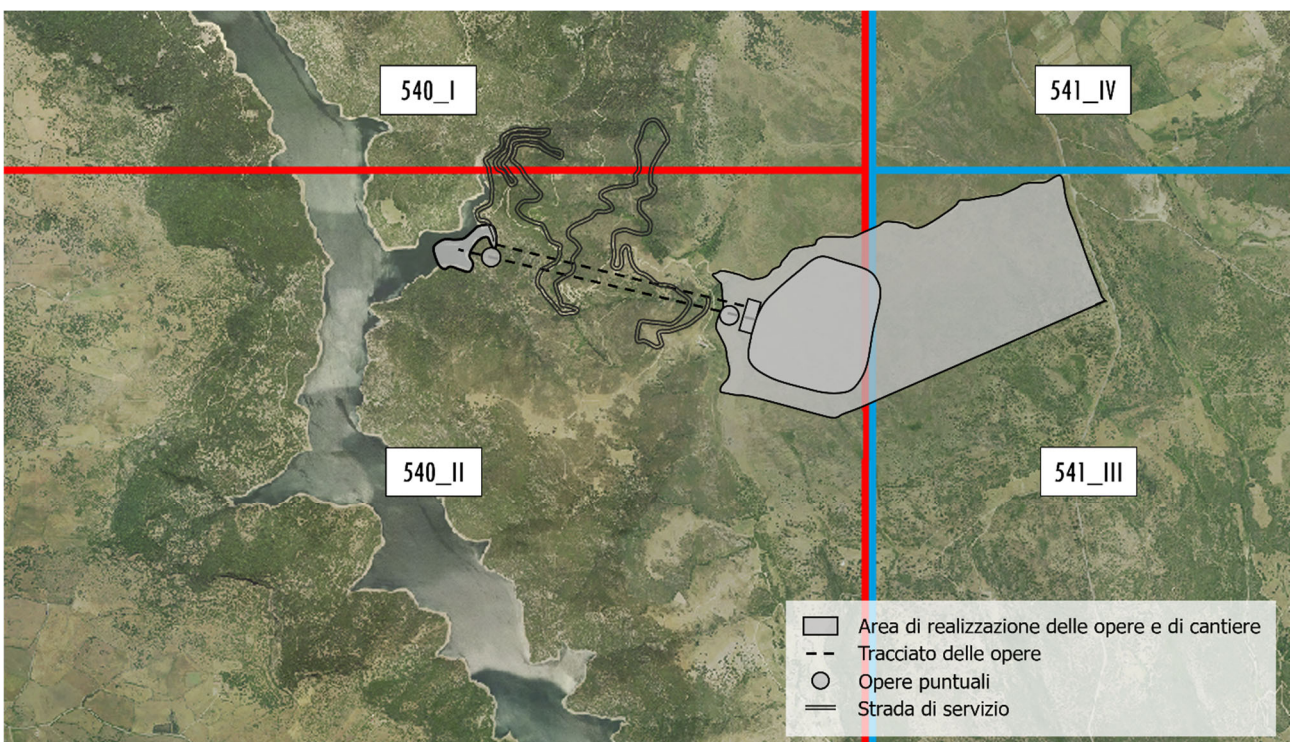 540_I
541_IV
540_II
541_III
Area di realizzazione delle opere e di cantiere
Tracciato delle opere
Opere puntuali
Strada di servizio